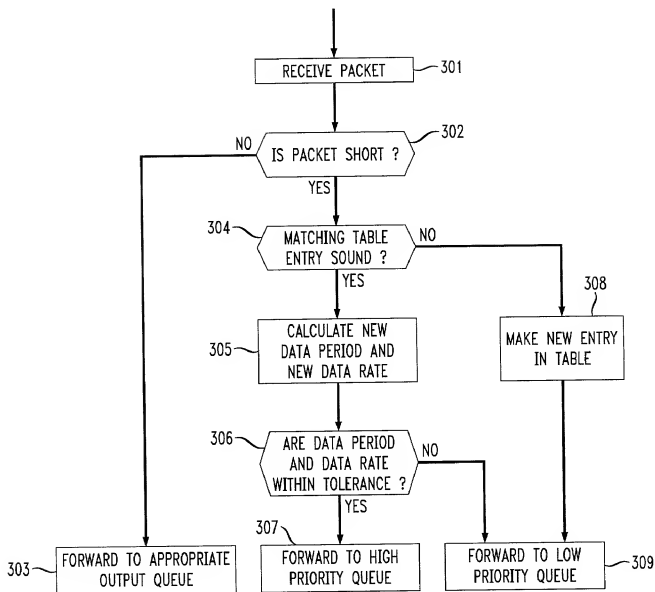 RECEIVE PACKET
301
302
NO
IS PACKET SHORT ?
YES
304
MATCHING TABLE
ENTRY SOUND ?
NO
YES
308
305
CALCULATE NEW
DATA PERIOD AND
NEW DATA RATE
MAKE NEW ENTRY
IN TABLE
306
ARE DATA PERIOD
AND DATA RATE
WITHIN TOLERANCE ?
NO
YES
307
303
FORWARD TO APPROPRIATE
OUTPUT QUEUE
FORWARD TO HIGH
PRIORITY QUEUE
FORWARD TO LOW
PRIORITY QUEUE
309